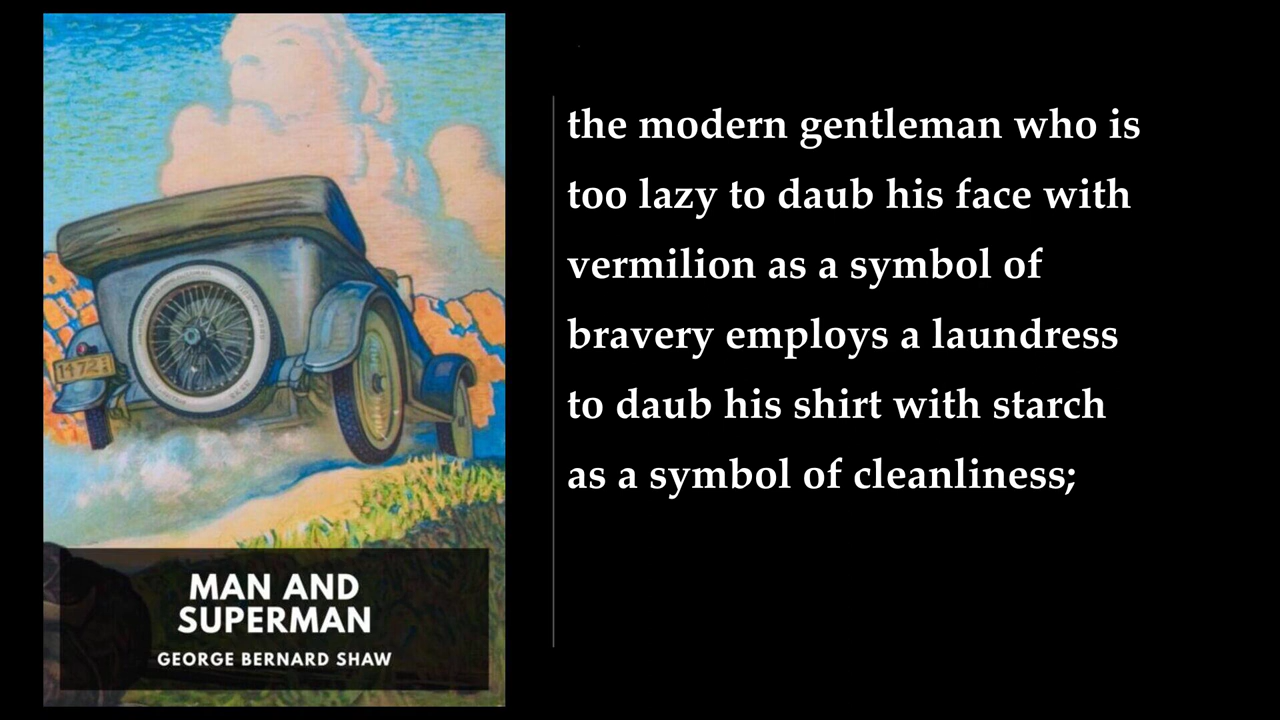 the modern gentleman who is
too lazy to daub his face with
vermilion as a symbol of
bravery employs a laundress
to daub his shirt with starch
as a symbol of cleanliness;
1472
MAN AND
SUPERMAN
GEORGE BERNARD SHAW